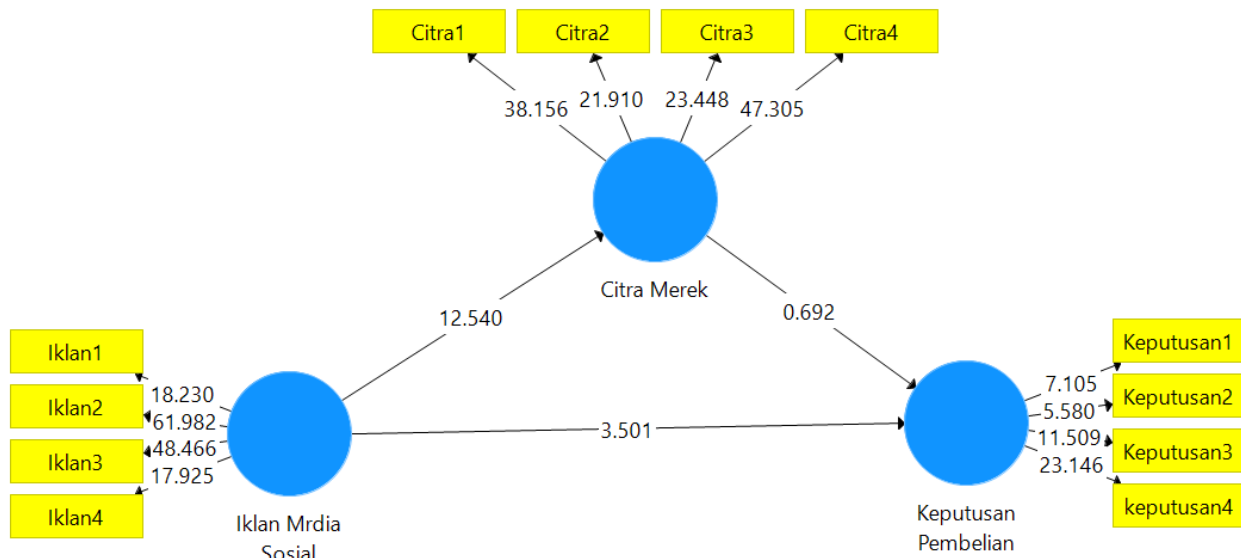 Citra1
Citra2
Citra3
Citra4
38.156
21.910
23.448
47.305
Citra Merek
12.540
0.692
Iklan1
Iklan2
Iklan3
Iklan4
18.230
61.982
48.466
17.925
Iklan Mrdia
Sosial
3.501
Keputusan1
Keputusan2
Keputusan3
keputusan4
7.105
5.580
11.509
23.146
Keputusan
Pembelian